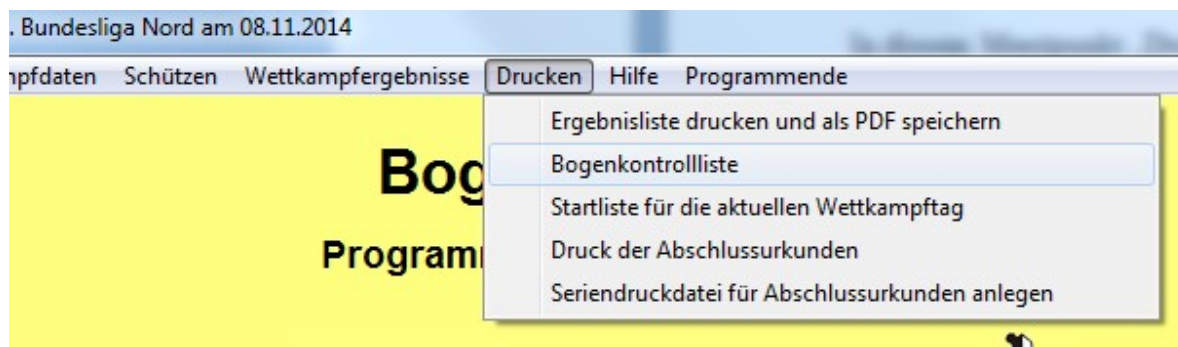 . Bundesliga Nord am 08.11.2014
npfdaten Schützen Wettkampfergebnisse Drucken Hilfe Programmende
Ergebnisliste drucken und als PDF speichern
Bog
Bogenkontrollliste
Startliste für die aktuellen Wettkampftag
Program
Druck der Abschlussurkunden
Seriendruckdatei für Abschlussurkunden anlegen